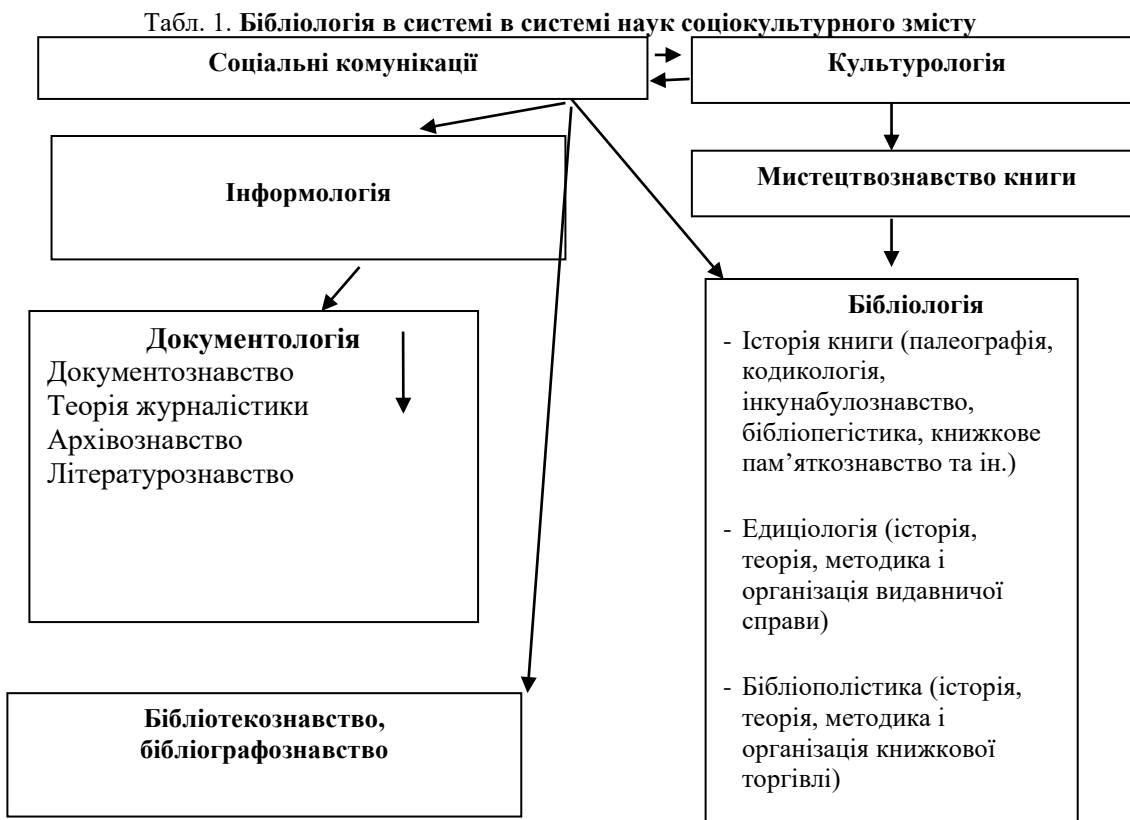 Табл. 1. Бібліологія в системі в системі наук соціокультурного змісту
Соціальні комунікації
Культурологія
Інформологія
Мистецтвознавство книги
Документологія
Документознавство
Теорія журналістики
Архівознавство
Літературознавство
Бібліологія
- Історія книги (палеографія,
кодикологія,
інкунабулознавство,
бібліопегістика, книжкове
пам’яткознавство та ін.)
- Едиціологія (історія,
теорія, методика і
організація видавничої
справи)
- Бібліополістика (історія,
теорія, методика і
організація книжкової
торгівлі)
Бібліотекознавство,
бібліографознавство